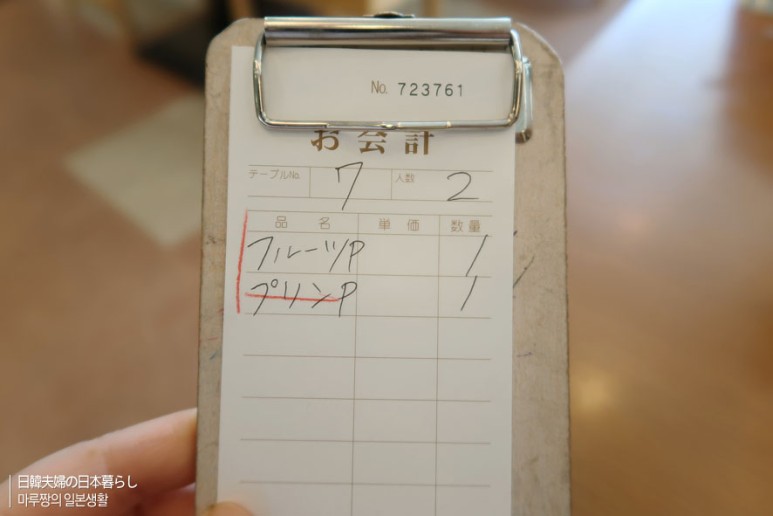 No. 723761
お会計
テーブルNo. 7 人数 2
品名 単価 数量
フルーツP 1
プリンP 1
日韓夫婦の日本暮らし
마루짱의 일본생활